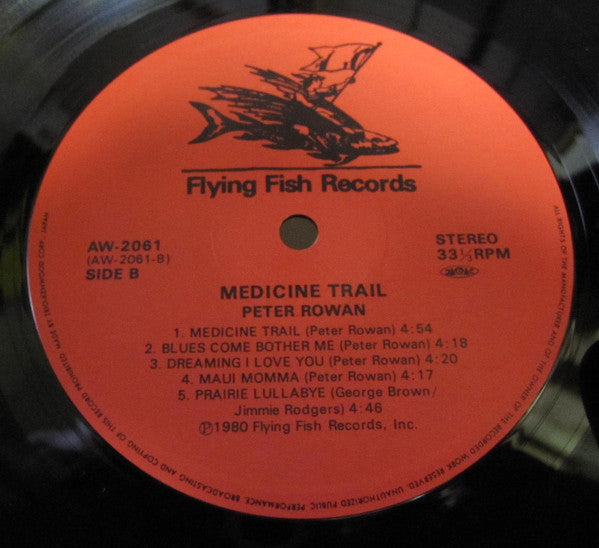 Flying Fish Records
AW-2061
(AW-2061-B)
SIDE B
STEREO
33⅓RPM
MEDICINE TRAIL
PETER ROWAN
1. MEDICINE TRAIL (Peter Rowan) 4:54
2. BLUES COME BOTHER ME (Peter Rowan) 4:18
3. DREAMING I LOVE YOU (Peter Rowan) 4:20
4. MAUI MOMMA (Peter Rowan) 4:17
5. PRAIRIE LULLABYE (George Brown/
Jimmie Rodgers) 4:46
Ⓟ1980 Flying Fish Records, Inc.
ALL RIGHTS OF THE MANUFACTURER AND OF THE OWNER OF THE RECORDED WORK RESERVED. UNAUTHORIZED PUBLIC PERFORMANCE, BROADCASTING AND COPYING OF THIS RECORD PROHIBITED. MADE BY